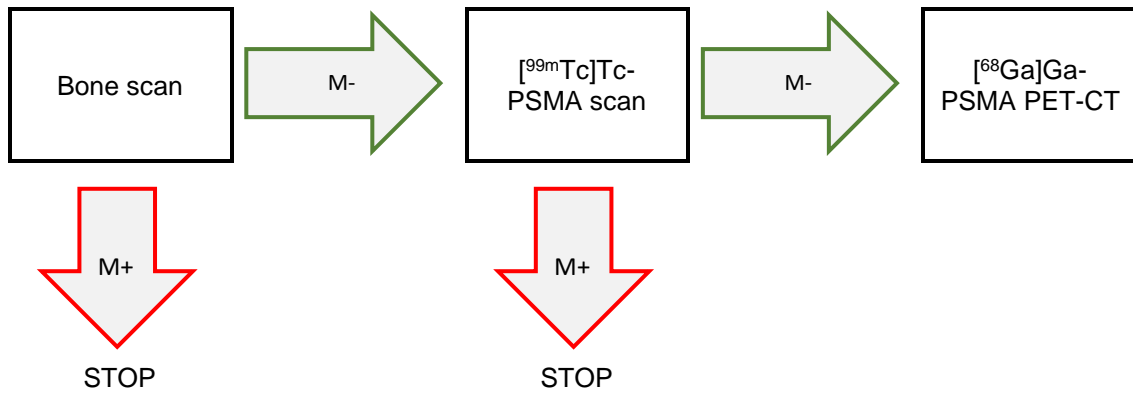 Bone scan
M-
[⁹⁹ᵐTc]Tc-
PSMA scan
M-
[⁶⁸Ga]Ga-
PSMA PET-CT
M+
M+
STOP
STOP